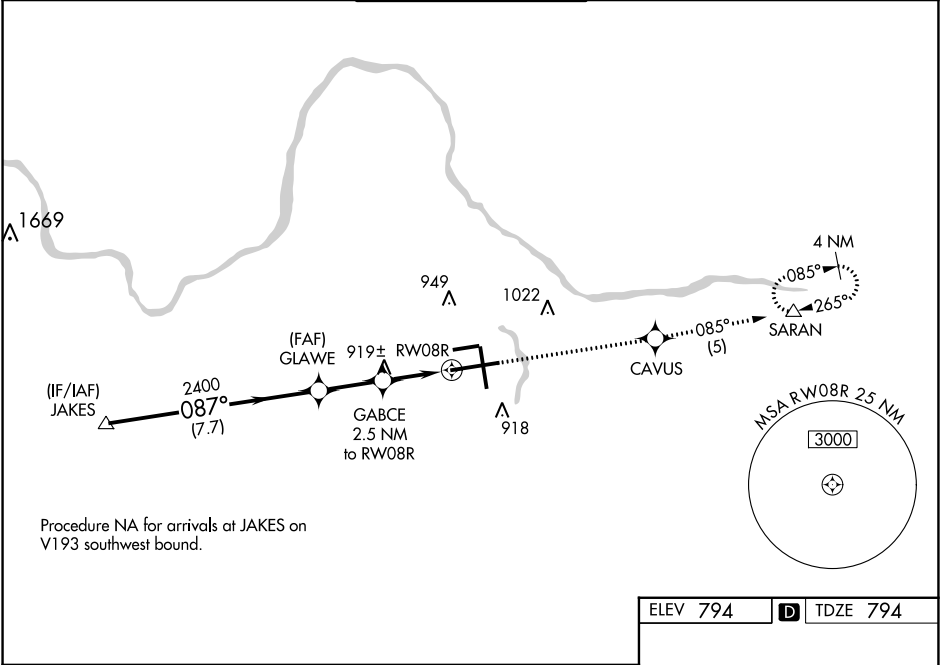 1669
4 NM
085°
265°
SARAN
949
1022
085°
(5)
CAVUS
(FAF)
GLAWE
919±
RW08R
(IF/IAF)
JAKES
2400
087°
(7.7)
GABCE
2.5 NM
to RW08R
918
MSA RW08R 25 NM
3000
Procedure NA for arrivals at JAKES on
V193 southwest bound.
ELEV 794 D TDZE 794